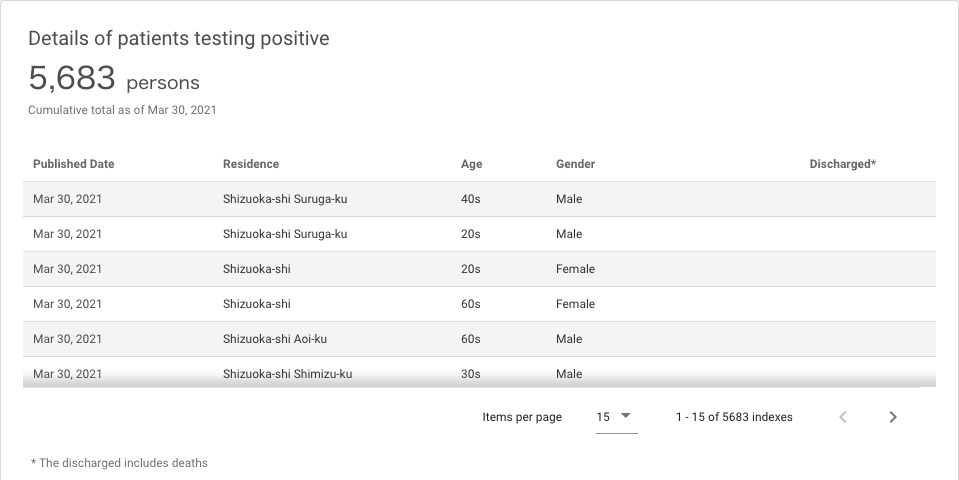 Details of patients testing positive
5,683 persons
Cumulative total as of Mar 30, 2021
Published Date Residence Age Gender Discharged*
Mar 30, 2021 Shizuoka-shi Suruga-ku 40s Male
Mar 30, 2021 Shizuoka-shi Suruga-ku 20s Male
Mar 30, 2021 Shizuoka-shi 20s Female
Mar 30, 2021 Shizuoka-shi 60s Female
Mar 30, 2021 Shizuoka-shi Aoi-ku 60s Male
Mar 30, 2021 Shizuoka-shi Shimizu-ku 30s Male
Items per page 15 1 - 15 of 5683 indexes
* The discharged includes deaths